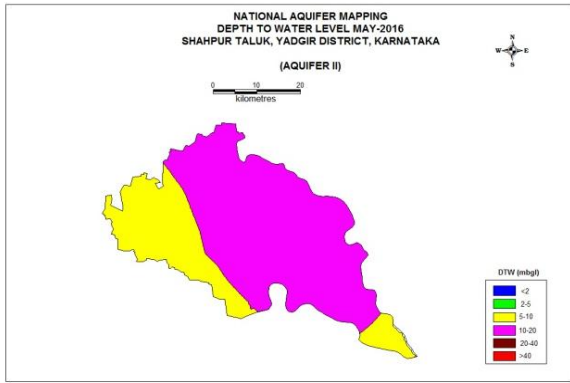 NATIONAL AQUIFER MAPPING
DEPTH TO WATER LEVEL MAY-2016
SHAHPUR TALUK, YADGIR DISTRICT, KARNATAKA
(AQUIFER II)
N
W E
S
0 10 20
kilometres
DTW (mbgl)
<2
2-5
5-10
10-20
20-40
>40